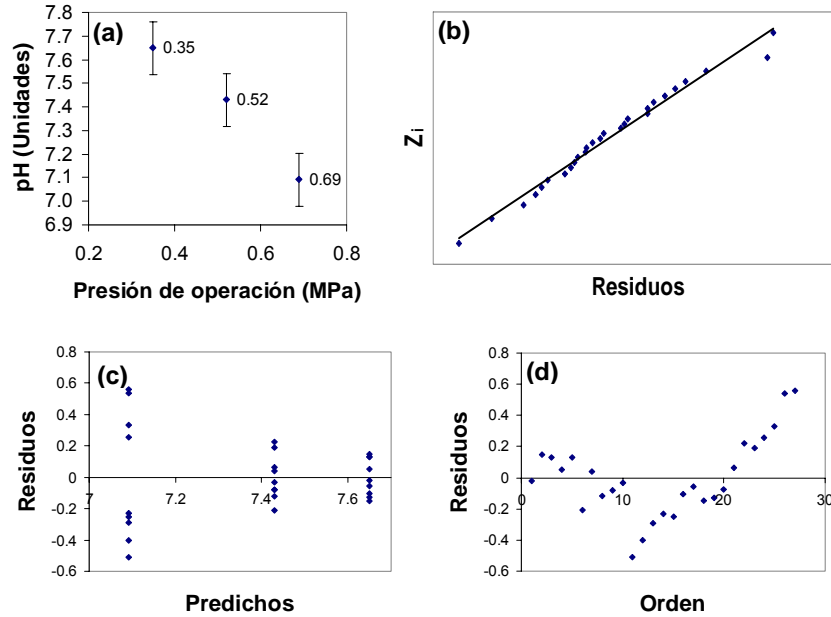 (a)
pH (Unidades)
7.8
7.7
7.6
7.5
7.4
7.3
7.2
7.1
7.0
6.9
0.35
0.52
0.69
0.2 0.4 0.6 0.8
Presión de operación (MPa)
(b)
Zi
Residuos
(c)
Residuos
0.8
0.6
0.4
0.2
0
-0.2
-0.4
-0.6
7 7.2 7.4 7.6
Predichos
(d)
Residuos
0.8
0.6
0.4
0.2
0
-0.2
-0.4
-0.6
0 10 20 30
Orden